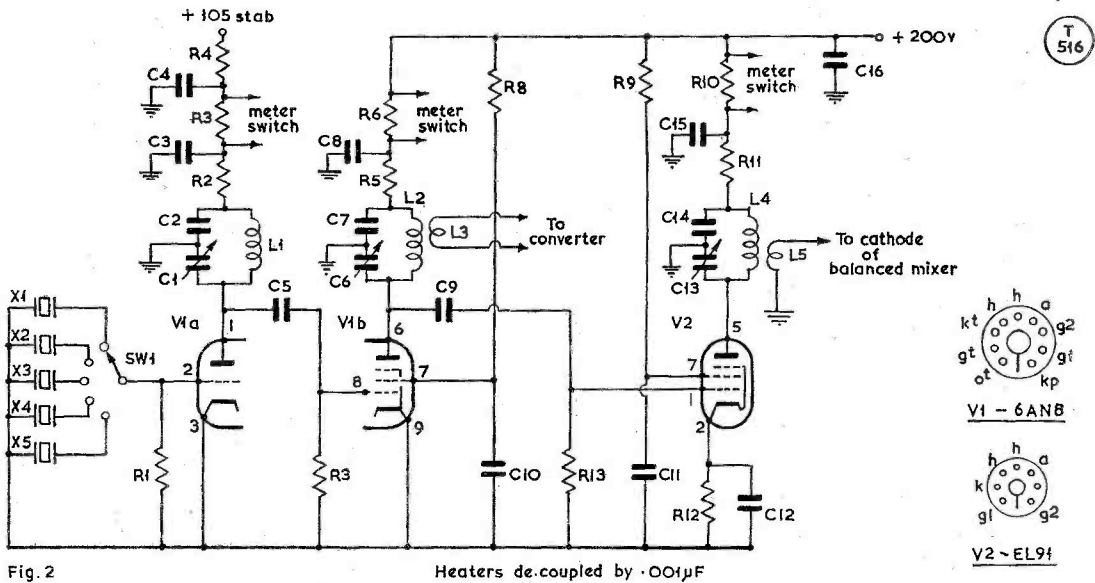 + 105 stab
R4
C4
R3
meter
switch
C3
R2
C2
L1
C1
X1
X2
X3
X4
X5
SW1
V1a
1
2
3
R1
C5
R3
R6
meter
switch
C8
R5
L2
C7
L3
To
converter
C6
C9
V1b
6
7
8
9
R8
C10
R13
R9
C11
+ 200v
C16
R10
meter
switch
C15
R11
L4
C14
L5
C13
To cathode
of
balanced mixer
V2
5
7
1
2
R12
C12
T
516
h
h
a
kt
g2
gt
g1
at
kp
V1 - 6AN8
h
h
a
k
g1
g2
V2 - EL91
Fig. 2
Heaters de.coupled by .001µF